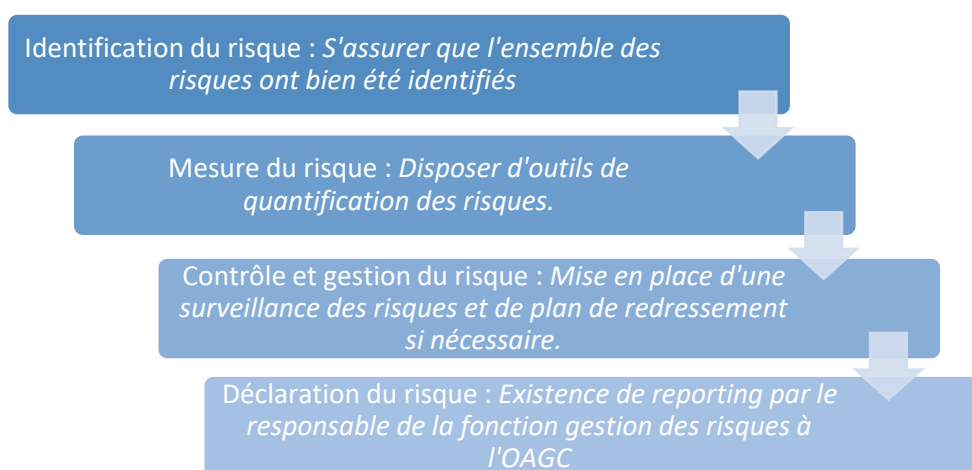 Identification du risque : S'assurer que l'ensemble des
risques ont bien été identifiés
Mesure du risque : Disposer d'outils de
quantification des risques.
Contrôle et gestion du risque : Mise en place d'une
surveillance des risques et de plan de redressement
si nécessaire.
Déclaration du risque : Existence de reporting par le
responsable de la fonction gestion des risques à
l'OAGC